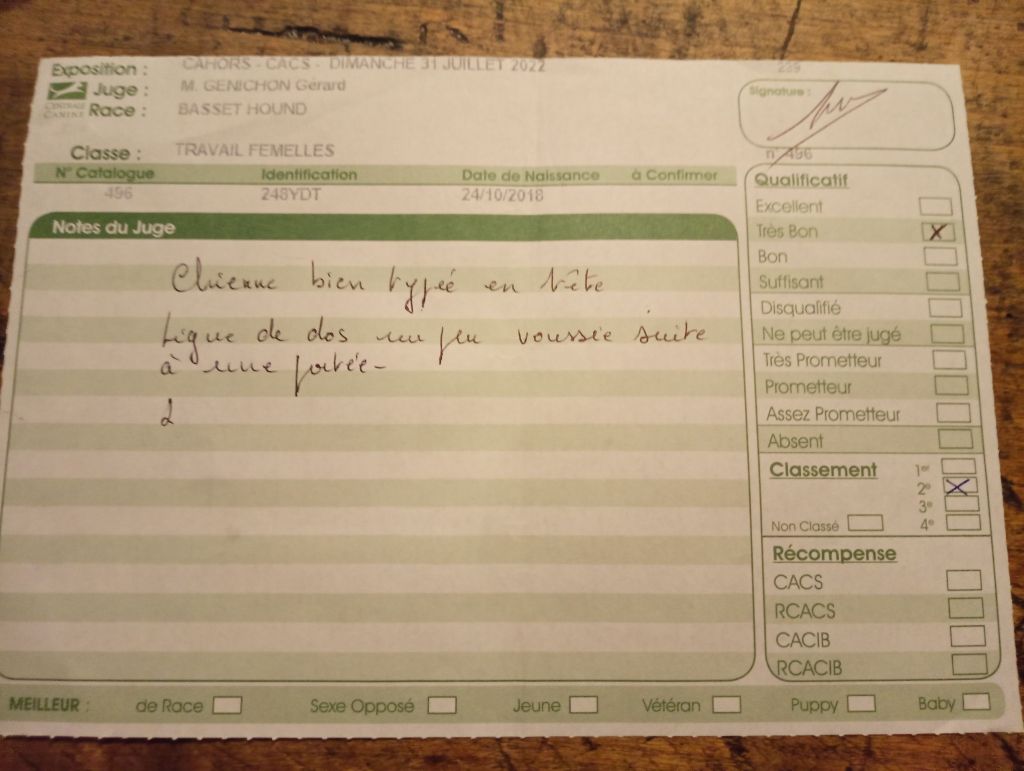 Exposition : CAHORS - CACS - DIMANCHE 31 JUILLET 2022 239
Juge : M. GENICHON Gérard
CENTRALE CANINE
Race : BASSET HOUND
Signature :
Classe : TRAVAIL FEMELLES
n° 496
N° Catalogue Identification Date de Naissance à Confirmer
496 248YDT 24/10/2018
Notes du Juge
Chienne bien typée en tête
Ligne de dos un peu voussée suite
à une portée-
2
Qualificatif
Excellent
Très Bon X
Bon
Suffisant
Disqualifié
Ne peut être jugé
Très Prometteur
Prometteur
Assez Prometteur
Absent
Classement 1er
2e X
3e
Non Classé 4e
Récompense
CACS
RCACS
CACIB
RCACIB
MEILLEUR : de Race Sexe Opposé Jeune Vétéran Puppy Baby